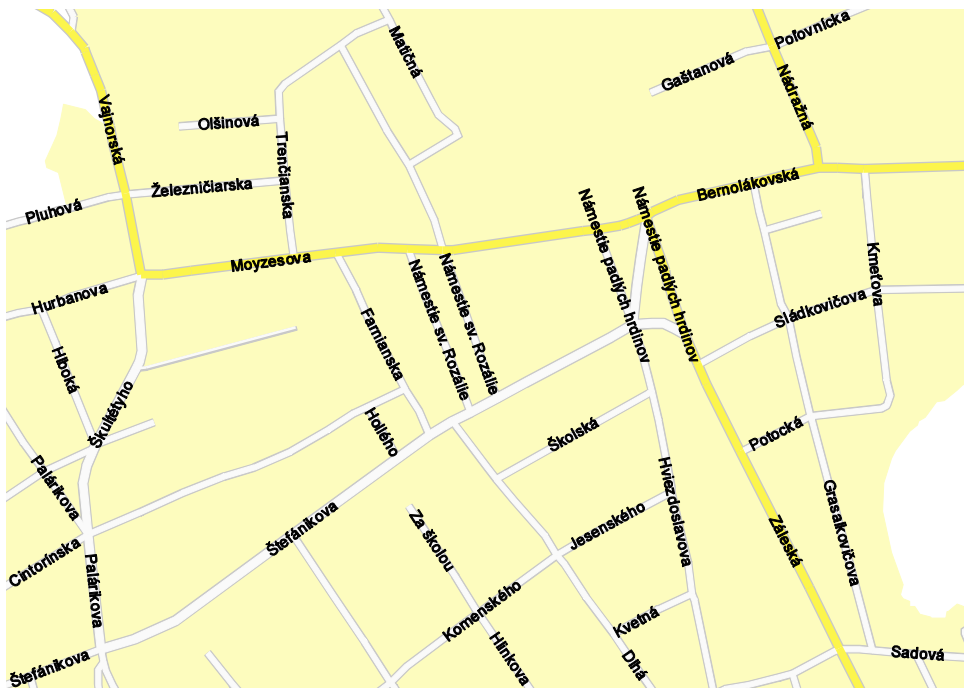 Poľovnícka
Matičná
Gaštanová
Nádražná
Vajnorská
Olšinová
Trenčianska
Železničiarska
Bernolákovská
Pluhová
Námestie padlých hrdinov
Námestie padlých hrdinov
Moyzesova
Kmeťova
Hurbanova
Námestie sv. Rozálie
Námestie sv. Rozálie
Sládkovičova
Farnianska
Hlboká
Škultétyho
Hollého
Školská
Potocká
Palárikova
Hviezdoslavova
Grasalkovičova
Štefánikova
Za školou
Jesenského
Záleská
Cintorínska
Palárikova
Komenského
Kvetná
Hlinkova
Dlhá
Sadová
Štefánikova